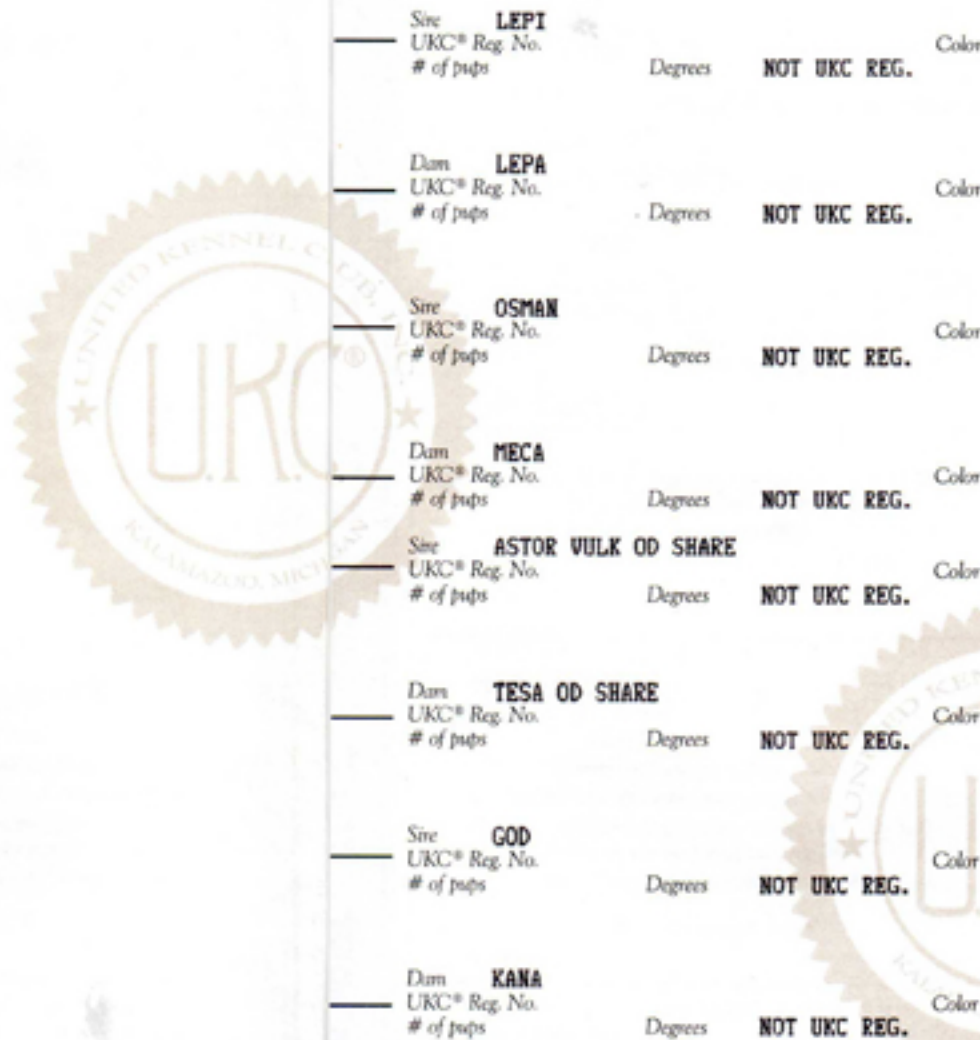 Sire LEPI
UKC® Reg. No. Color
# of pups Degrees NOT UKC REG.
Dam LEPA
UKC® Reg. No. Color
# of pups Degrees NOT UKC REG.
UNITED KENNEL CLUB, INC.
U.K.C®
KALAMAZOO, MICHIGAN
Sire OSMAN
UKC® Reg. No. Color
# of pups Degrees NOT UKC REG.
Dam MECA
UKC® Reg. No. Color
# of pups Degrees NOT UKC REG.
Sire ASTOR VULK OD SHARE
UKC® Reg. No. Color
# of pups Degrees NOT UKC REG.
Dam TESA OD SHARE
UKC® Reg. No. Color
# of pups Degrees NOT UKC REG.
Sire GOD
UKC® Reg. No. Color
# of pups Degrees NOT UKC REG.
Dam KANA
UKC® Reg. No. Color
# of pups Degrees NOT UKC REG.